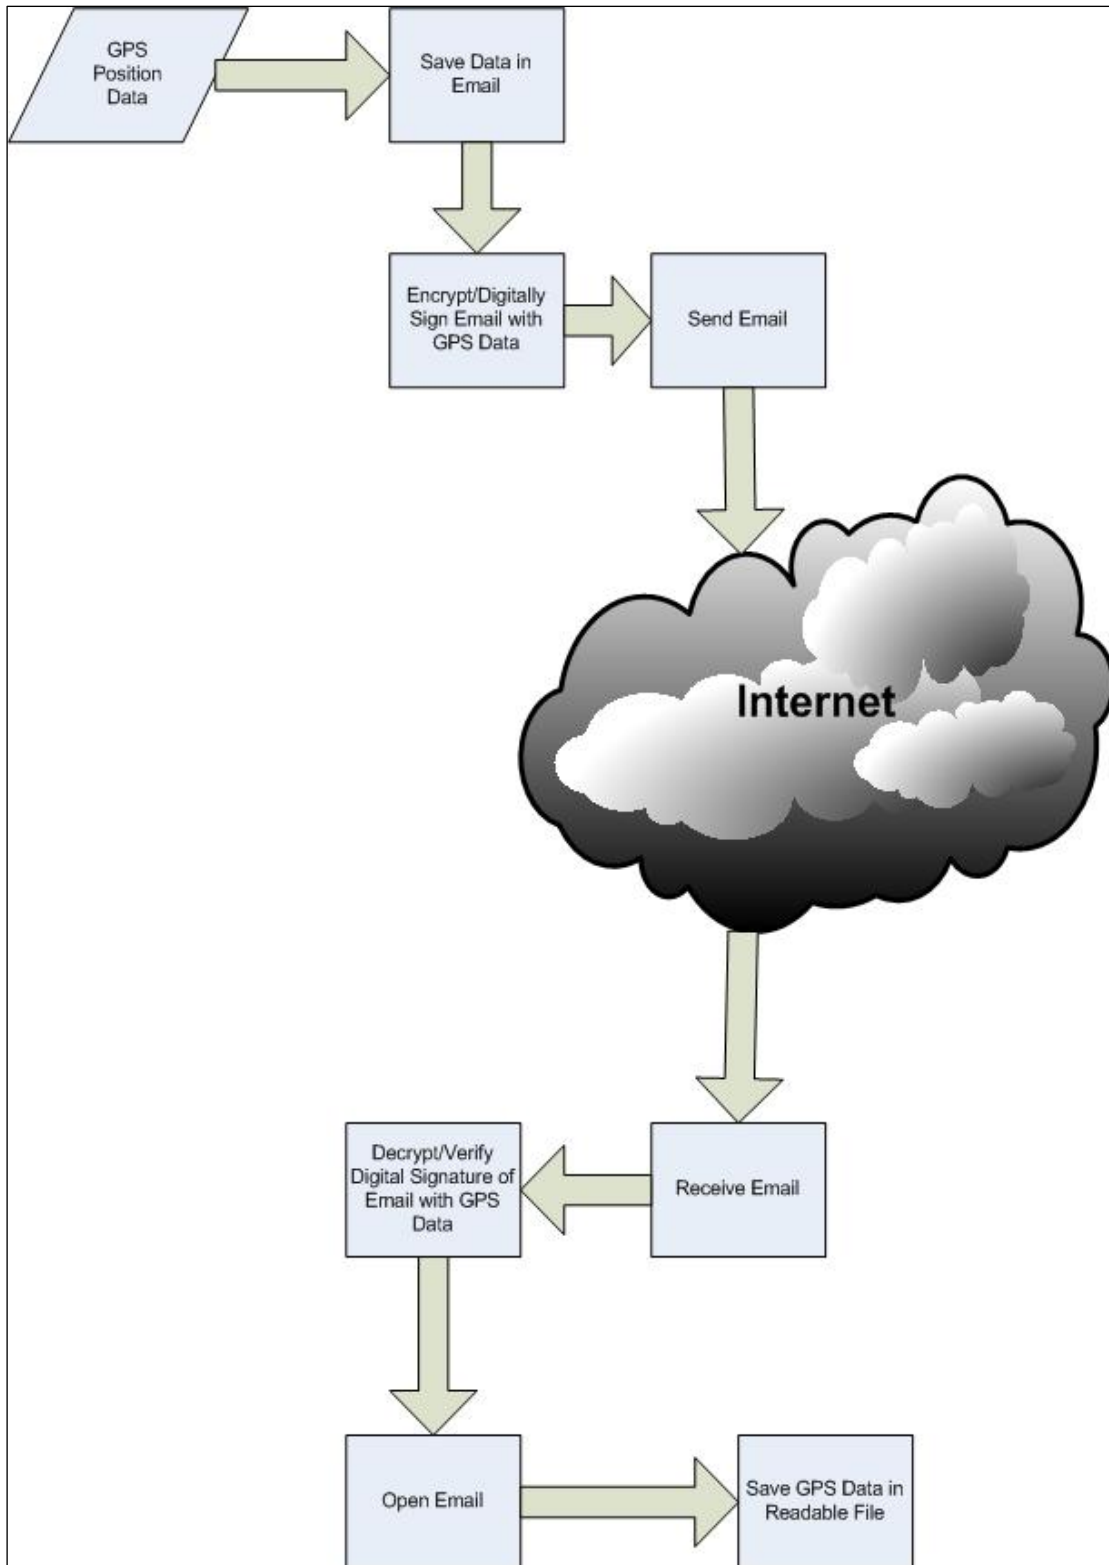 GPS
Position
Data
Save Data in
Email
Encrypt/Digitally
Sign Email with
GPS Data
Send Email
Internet
Receive Email
Decrypt/Verify
Digital Signature of
Email with GPS
Data
Open Email
Save GPS Data in
Readable File